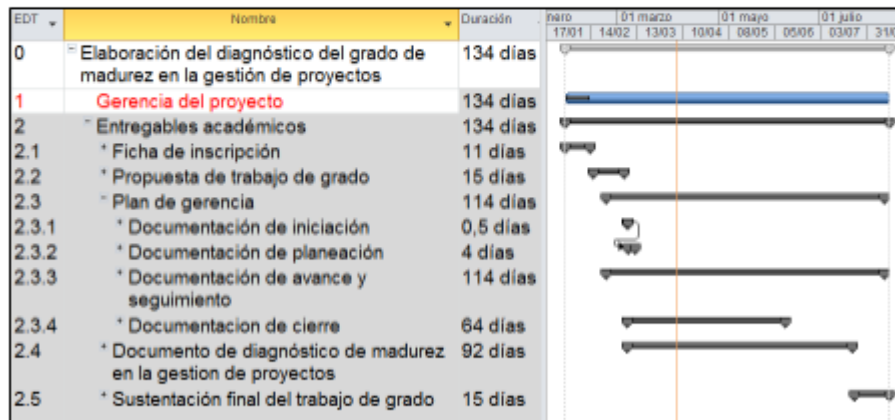 EDT Nombre Duración nero 01 marzo 01 mayo 01 julio
17/01 14/02 13/03 10/04 08/05 05/06 03/07 31/0
0 Elaboración del diagnóstico del grado de 134 días
madurez en la gestión de proyectos
1 Gerencia del proyecto 134 días
2 Entregables académicos 134 días
2.1 Ficha de inscripción 11 días
2.2 Propuesta de trabajo de grado 15 días
2.3 Plan de gerencia 114 días
2.3.1 Documentación de iniciación 0,5 días
2.3.2 Documentación de planeación 4 días
2.3.3 Documentación de avance y 114 días
seguimiento
2.3.4 Documentacion de cierre 64 días
2.4 Documento de diagnóstico de madurez 92 días
en la gestion de proyectos
2.5 Sustentación final del trabajo de grado 15 días